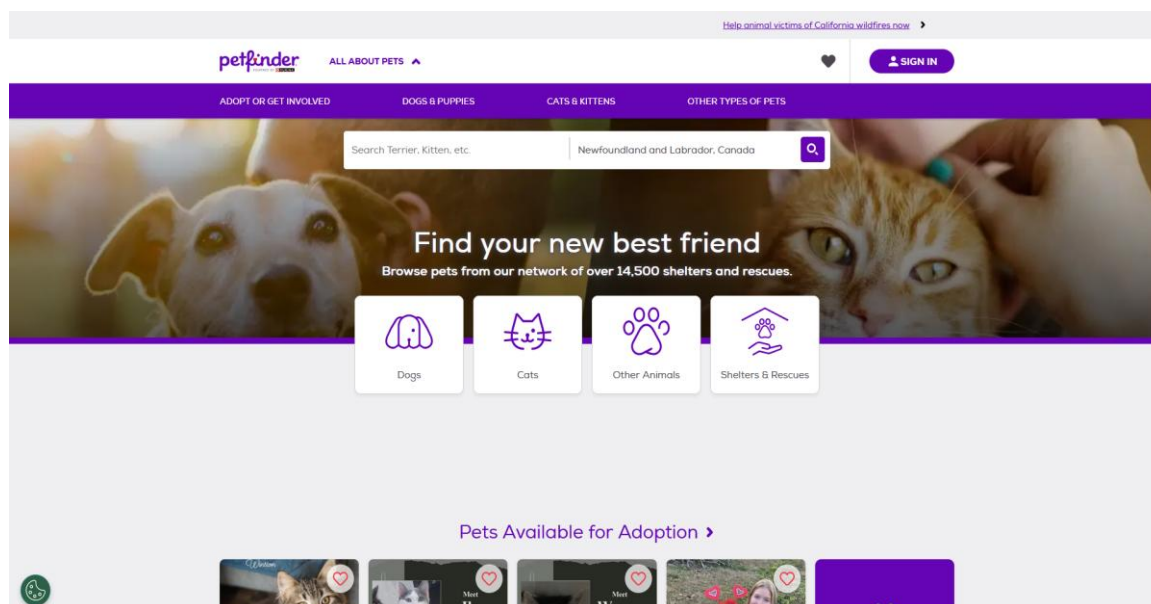 Help animal victims of California wildfires now
petfinder
ALL ABOUT PETS
SIGN IN
ADOPT OR GET INVOLVED
DOGS & PUPPIES
CATS & KITTENS
OTHER TYPES OF PETS
Search Terrier, Kitten, etc.
Newfoundland and Labrador, Canada
Find your new best friend
Browse pets from our network of over 14,500 shelters and rescues.
Dogs
Cats
Other Animals
Shelters & Rescues
Pets Available for Adoption
Meet
Meet